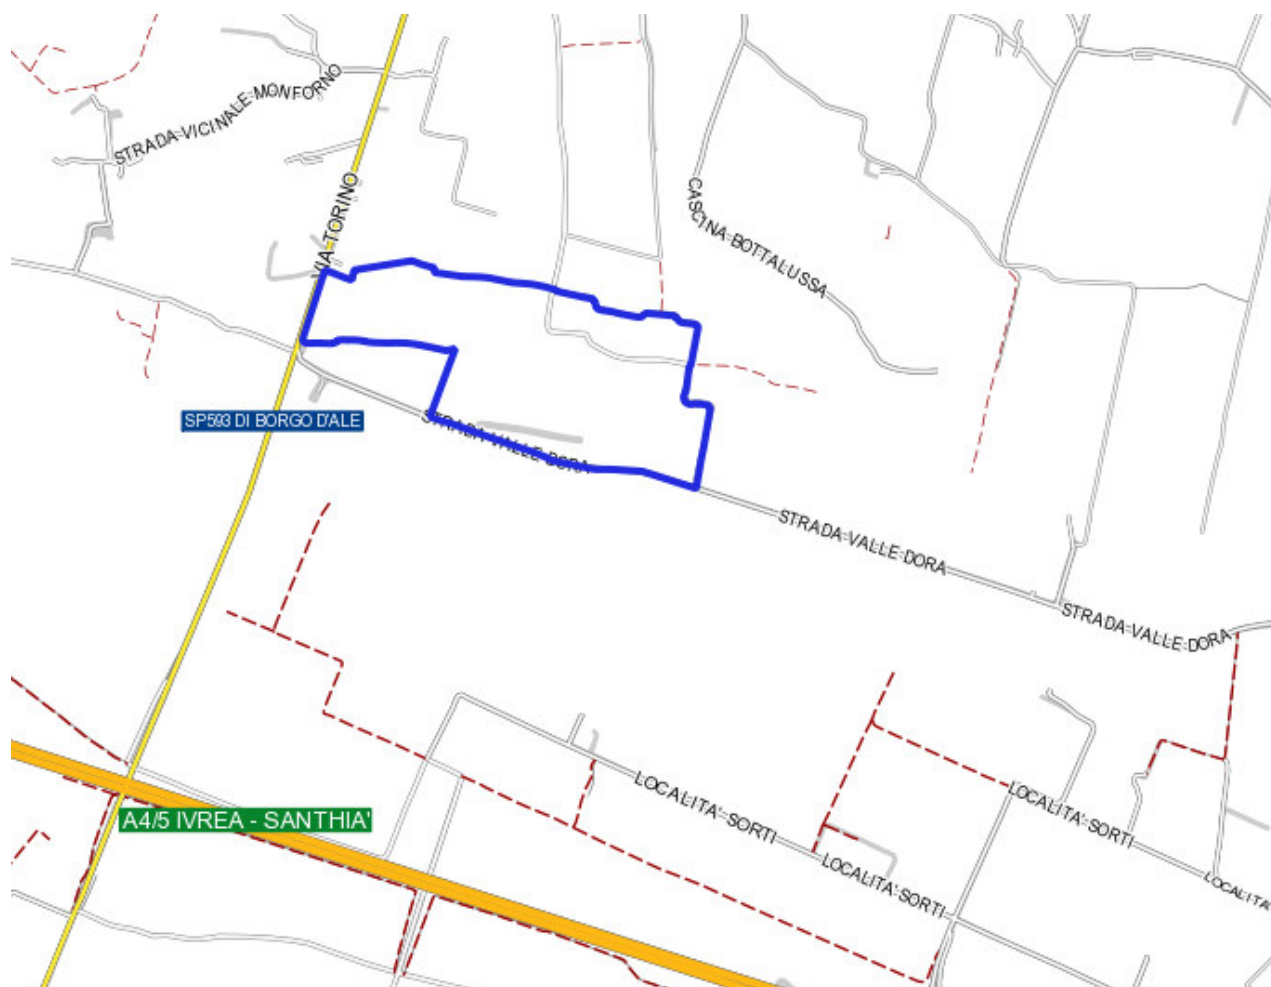 STRADA VICINALE MONFORNO
VIA TORINO
CASCINA BOTTALUSSA
SP593 DI BORGO D'ALE
STRADA VALLE DORA
STRADA VALLE DORA
STRADA VALLE DORA
A4/5 IVREA - SANTHIA'
LOCALITA' SORTI
LOCALITA' SORTI
LOCALITA' SORTI
LOCALITA'